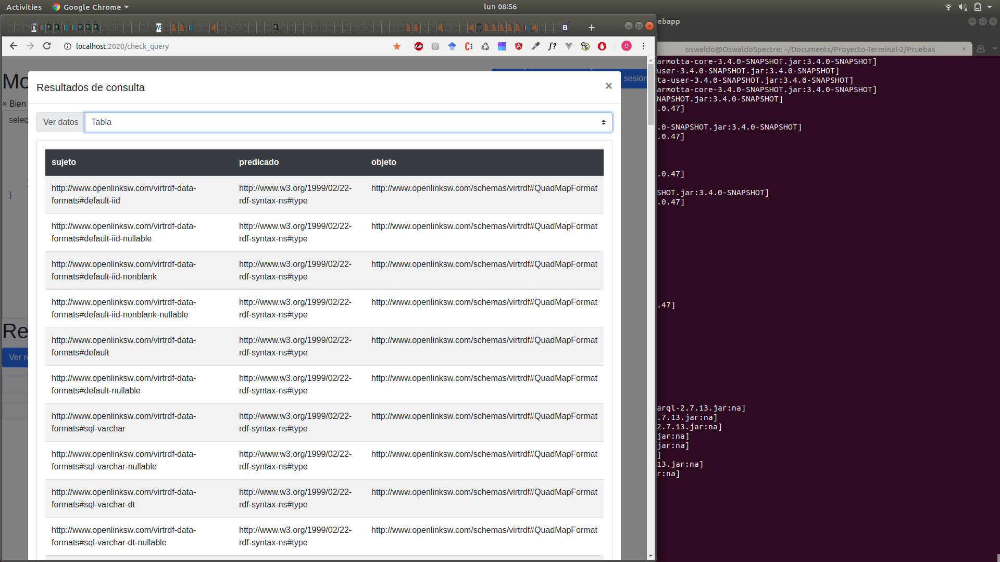 Activities
Google Chrome
lun 08:56
ebapp
localhost:2020/check_query
oswaldo@OswaldoSpectre: ~/Documents/Proyecto-Terminal-2/Pruebas
Mo
sesión
× Bien
selec
}
Re
Ver re
Resultados de consulta
×
Ver datos
Tabla
sujeto predicado objeto
http://www.openlinksw.com/virtrdf-data- http://www.w3.org/1999/02/22- http://www.openlinksw.com/schemas/virtrdf#QuadMapFormat
formats#default-iid rdf-syntax-ns#type
http://www.openlinksw.com/virtrdf-data- http://www.w3.org/1999/02/22- http://www.openlinksw.com/schemas/virtrdf#QuadMapFormat
formats#default-iid-nullable rdf-syntax-ns#type
http://www.openlinksw.com/virtrdf-data- http://www.w3.org/1999/02/22- http://www.openlinksw.com/schemas/virtrdf#QuadMapFormat
formats#default-iid-nonblank rdf-syntax-ns#type
http://www.openlinksw.com/virtrdf-data- http://www.w3.org/1999/02/22- http://www.openlinksw.com/schemas/virtrdf#QuadMapFormat
formats#default-iid-nonblank-nullable rdf-syntax-ns#type
http://www.openlinksw.com/virtrdf-data- http://www.w3.org/1999/02/22- http://www.openlinksw.com/schemas/virtrdf#QuadMapFormat
formats#default rdf-syntax-ns#type
http://www.openlinksw.com/virtrdf-data- http://www.w3.org/1999/02/22- http://www.openlinksw.com/schemas/virtrdf#QuadMapFormat
formats#default-nullable rdf-syntax-ns#type
http://www.openlinksw.com/virtrdf-data- http://www.w3.org/1999/02/22- http://www.openlinksw.com/schemas/virtrdf#QuadMapFormat
formats#sql-varchar rdf-syntax-ns#type
http://www.openlinksw.com/virtrdf-data- http://www.w3.org/1999/02/22- http://www.openlinksw.com/schemas/virtrdf#QuadMapFormat
formats#sql-varchar-nullable rdf-syntax-ns#type
http://www.openlinksw.com/virtrdf-data- http://www.w3.org/1999/02/22- http://www.openlinksw.com/schemas/virtrdf#QuadMapFormat
formats#sql-varchar-dt rdf-syntax-ns#type
http://www.openlinksw.com/virtrdf-data- http://www.w3.org/1999/02/22- http://www.openlinksw.com/schemas/virtrdf#QuadMapFormat
formats#sql-varchar-dt-nullable rdf-syntax-ns#type
armotta-core-3.4.0-SNAPSHOT.jar:3.4.0-SNAPSHOT]
user-3.4.0-SNAPSHOT.jar:3.4.0-SNAPSHOT]
ta-user-3.4.0-SNAPSHOT.jar:3.4.0-SNAPSHOT]
armotta-core-3.4.0-SNAPSHOT.jar:3.4.0-SNAPSHOT]
NAPSHOT.jar:3.4.0-SNAPSHOT]
.0.47]
.0-SNAPSHOT.jar:3.4.0-SNAPSHOT]
.0.47]
.0.47]
SHOT.jar:3.4.0-SNAPSHOT]
.0.47]
.47]
arql-2.7.13.jar:na]
.7.13.jar:na]
2.7.13.jar:na]
jar:na]
jar:na]
]
13.jar:na]
r:na]